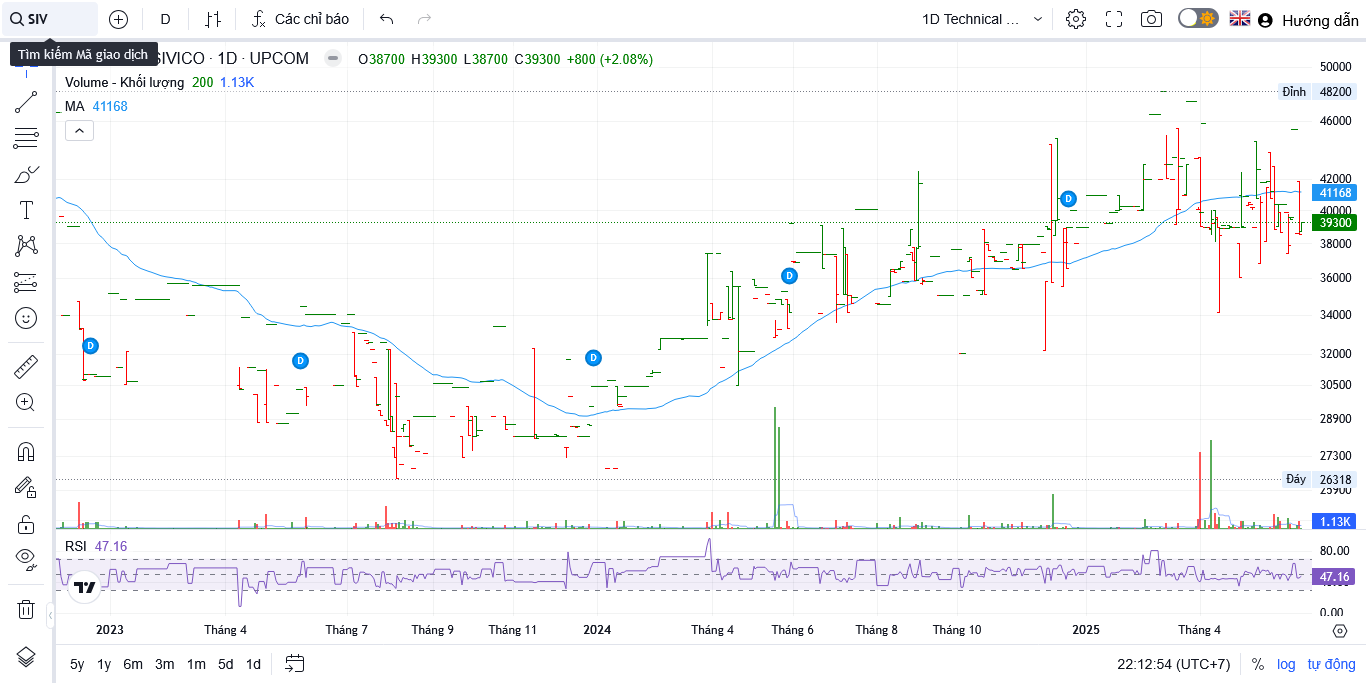 SIV
D
Các chỉ báo
1D Technical ...
Hướng dẫn
Tìm kiếm Mã giao dịch
SIVICO · 1D · UPCOM
O38700 H39300 L38700 C39300 +800 (+2.08%)
Volume - Khối lượng 200 1.13K
MA 41168
50000
Đỉnh 48200
46000
42000
41168
40000
39300
38000
36000
34000
32000
30500
28900
27300
Đáy 26318
25900
1.13K
D
D
D
D
D
RSI 47.16
80.00
47.16
0.00
2023
Tháng 4
Tháng 7
Tháng 9
Tháng 11
2024
Tháng 4
Tháng 6
Tháng 8
Tháng 10
2025
Tháng 4
5y 1y 6m 3m 1m 5d 1d
22:12:54 (UTC+7)
% log tự động